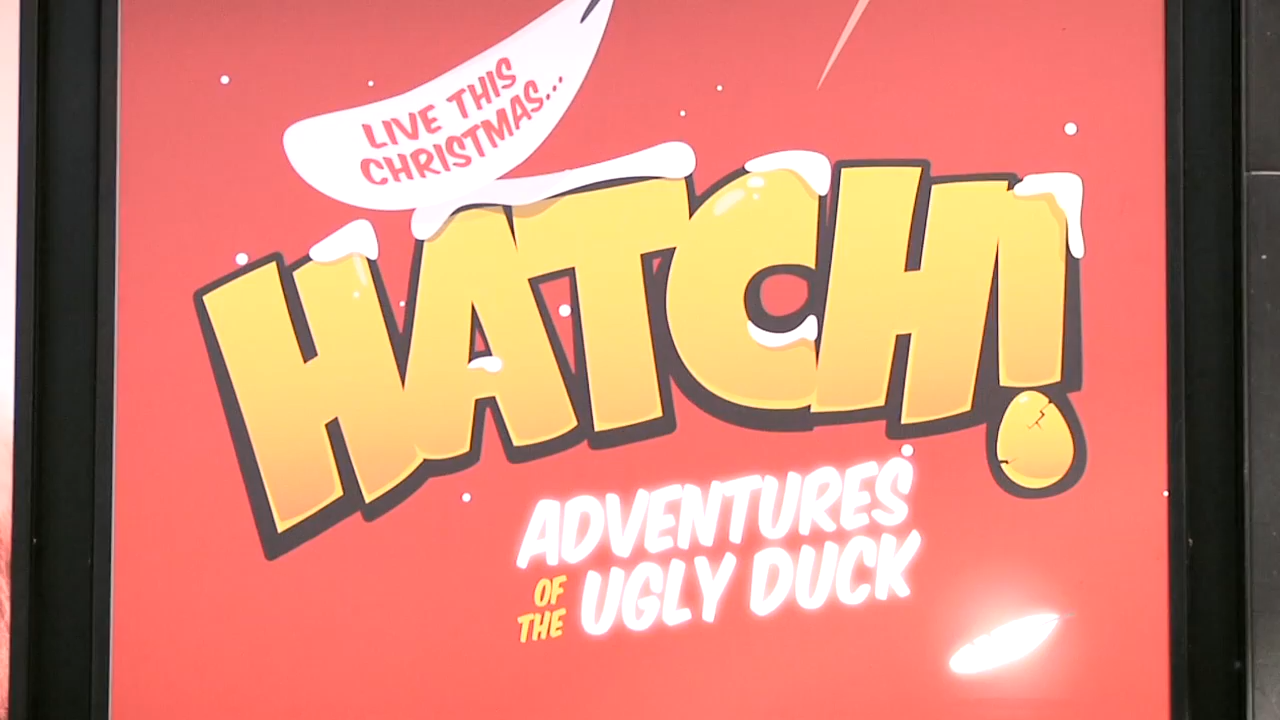 LIVE THIS
CHRISTMAS...
HATCH!
ADVENTURES
OF THE UGLY DUCK